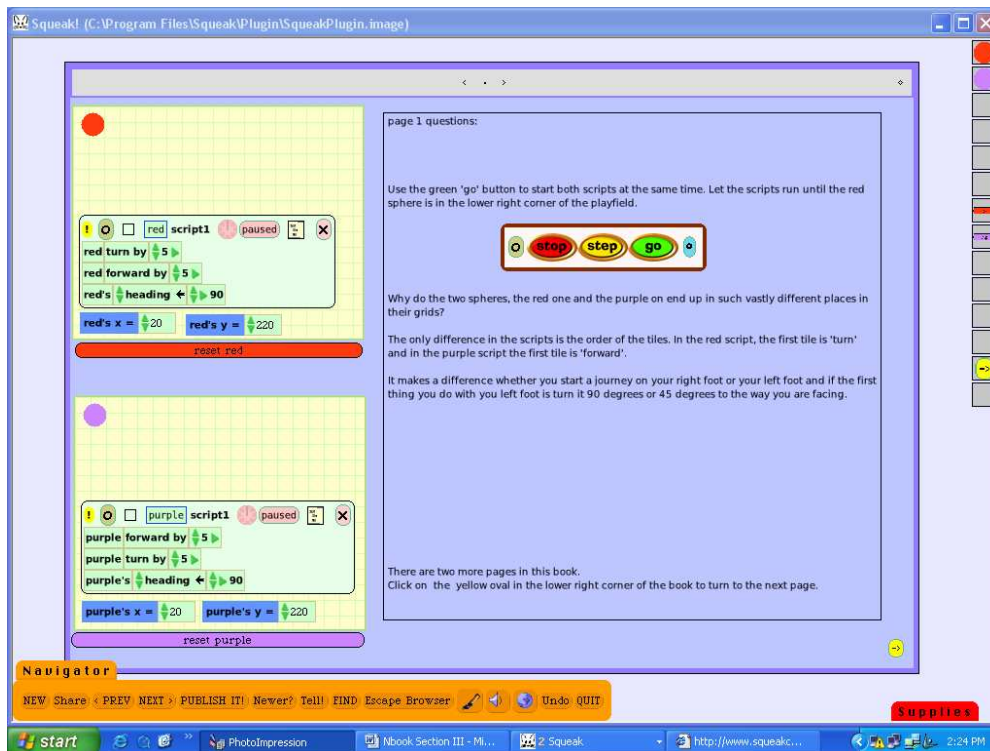 Squeak! (C:\Program Files\Squeak\Plugin\SqueakPlugin.image)
< · >
page 1 questions:
Use the green 'go' button to start both scripts at the same time. Let the scripts run until the red
sphere is in the lower right corner of the playfield.
stop step go
Why do the two spheres, the red one and the purple on end up in such vastly different places in
their grids?
The only difference in the scripts is the order of the tiles. In the red script, the first tile is 'turn'
and in the purple script the first tile is 'forward'.
It makes a difference whether you start a journey on your right foot or your left foot and if the first
thing you do with you left foot is turn it 90 degrees or 45 degrees to the way you are facing.
There are two more pages in this book.
Click on the yellow oval in the lower right corner of the book to turn to the next page.
! red script1 paused
red turn by 5
red forward by 5
red's heading ← 90
red's x = 20 red's y = 220
reset red
! purple script1 paused
purple forward by 5
purple turn by 5
purple's heading ← 90
purple's x = 20 purple's y = 220
reset purple
->
->
Navigator
NEW Share < PREV NEXT > PUBLISH IT! Newer? Tell! FIND Escape Browser Undo QUIT
Supplies
start PhotoImpression Nbook Section III - Mi... 2 Squeak http://www.squeakc... 2:24 PM